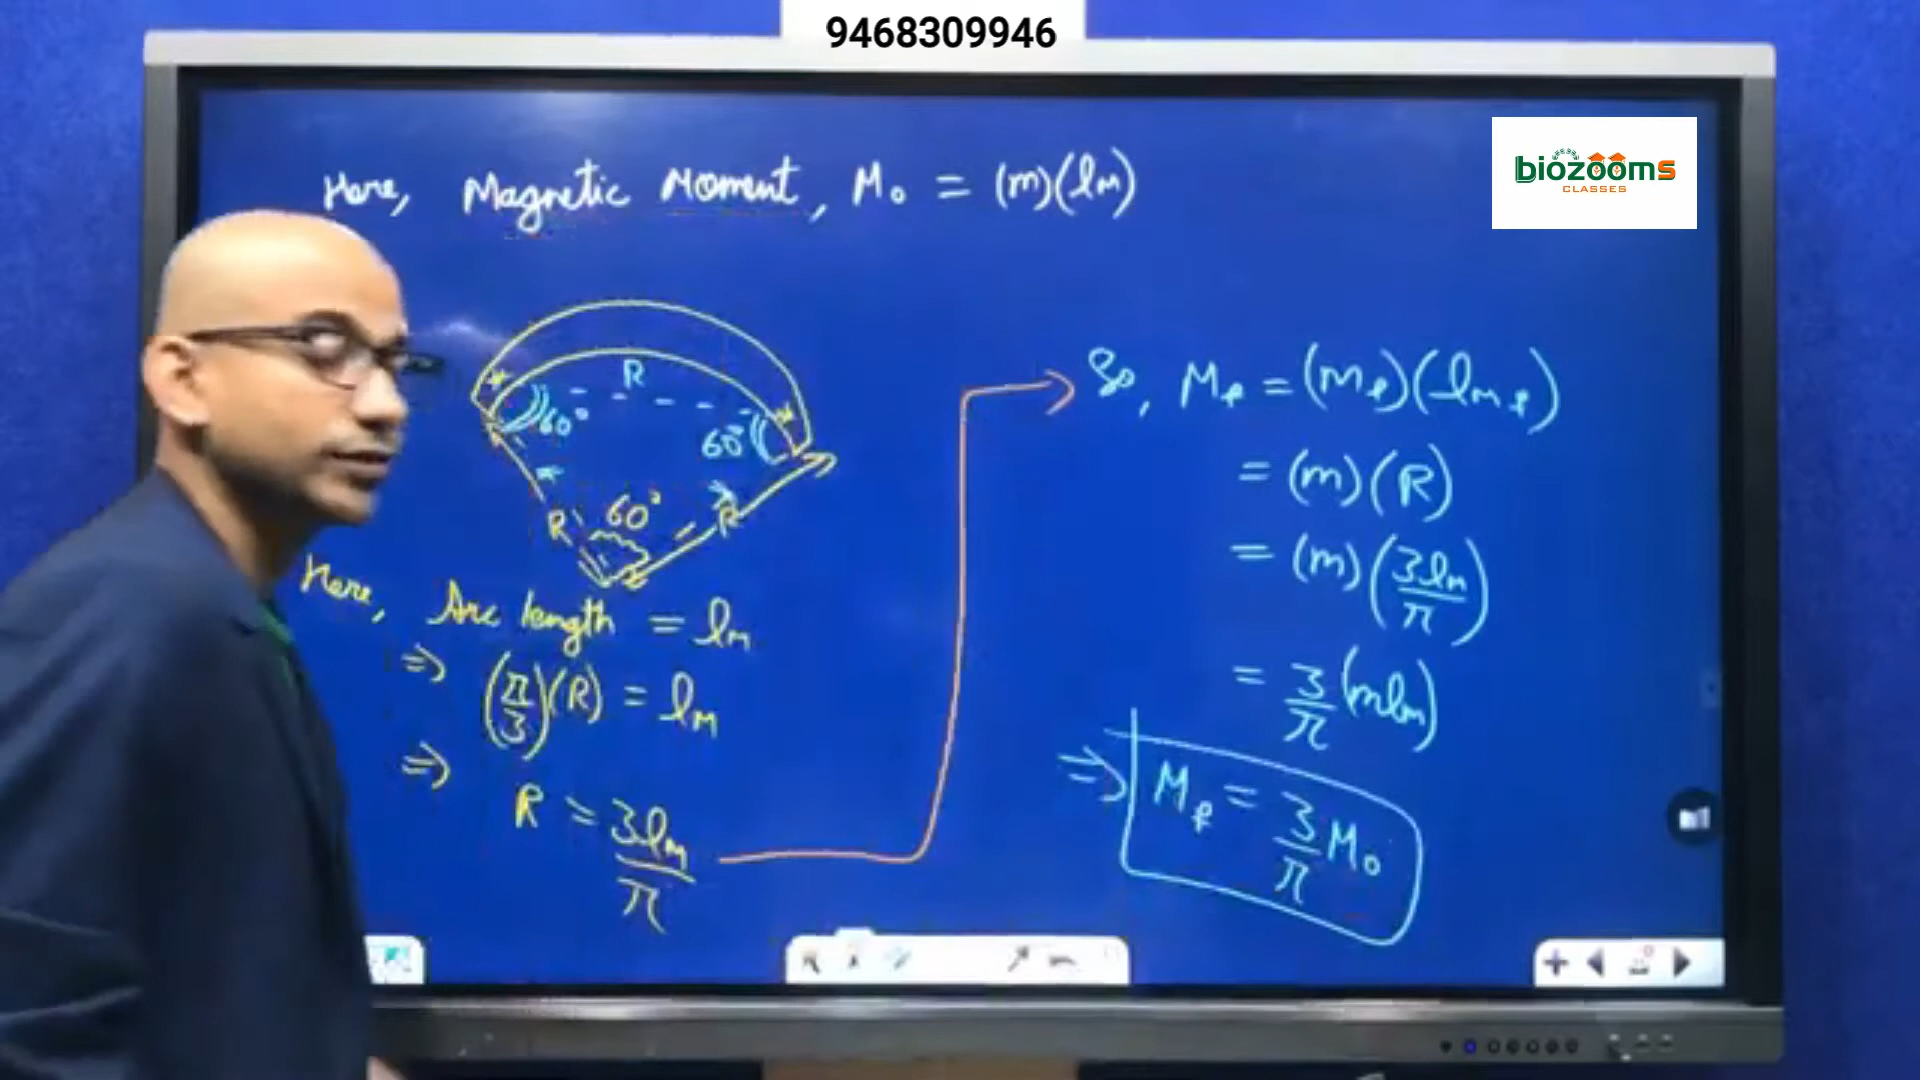 9468309946
biozooms
CLASSES
Here, Magnetic Moment, M₀ = (m)(lₘ)
R
60°
60°
60°
R
R
Here, Arc length = lₘ
⇒ (π/3)(R) = lₘ
⇒ R = 3lₘ/π
So, M_f = (m_f)(l_{m f})
= (m)(R)
= (m)(3lₘ/π)
= 3/π (mlₘ)
⇒ M_f = 3/π M₀